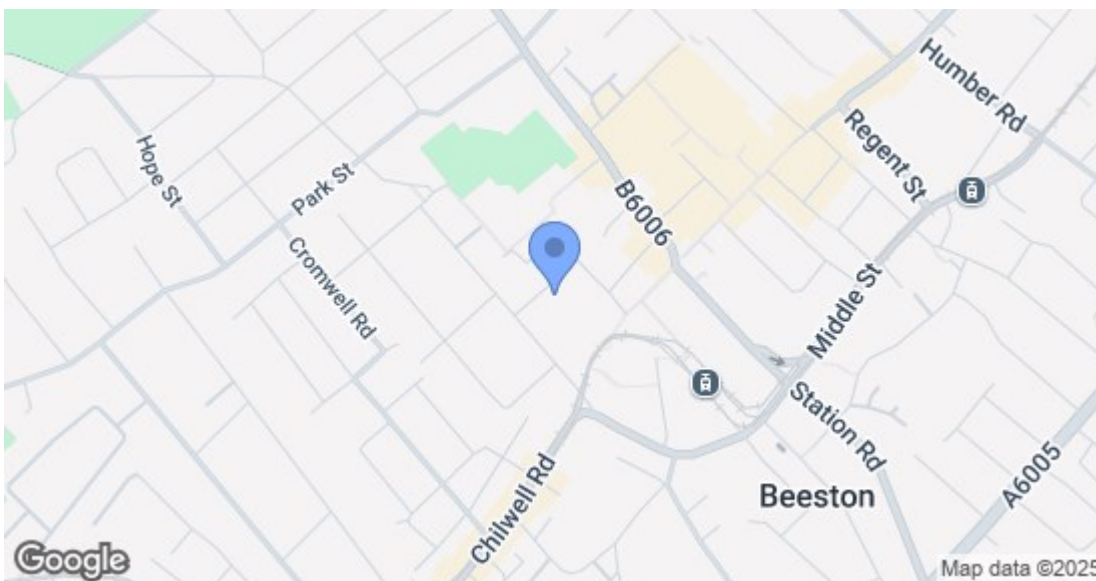 Humber Rd
Regent St
Hope St
Park St
B6006
Cromwell Rd
Middle St
Station Rd
A6005
Chilwell Rd
Beeston
Google
Map data ©2025